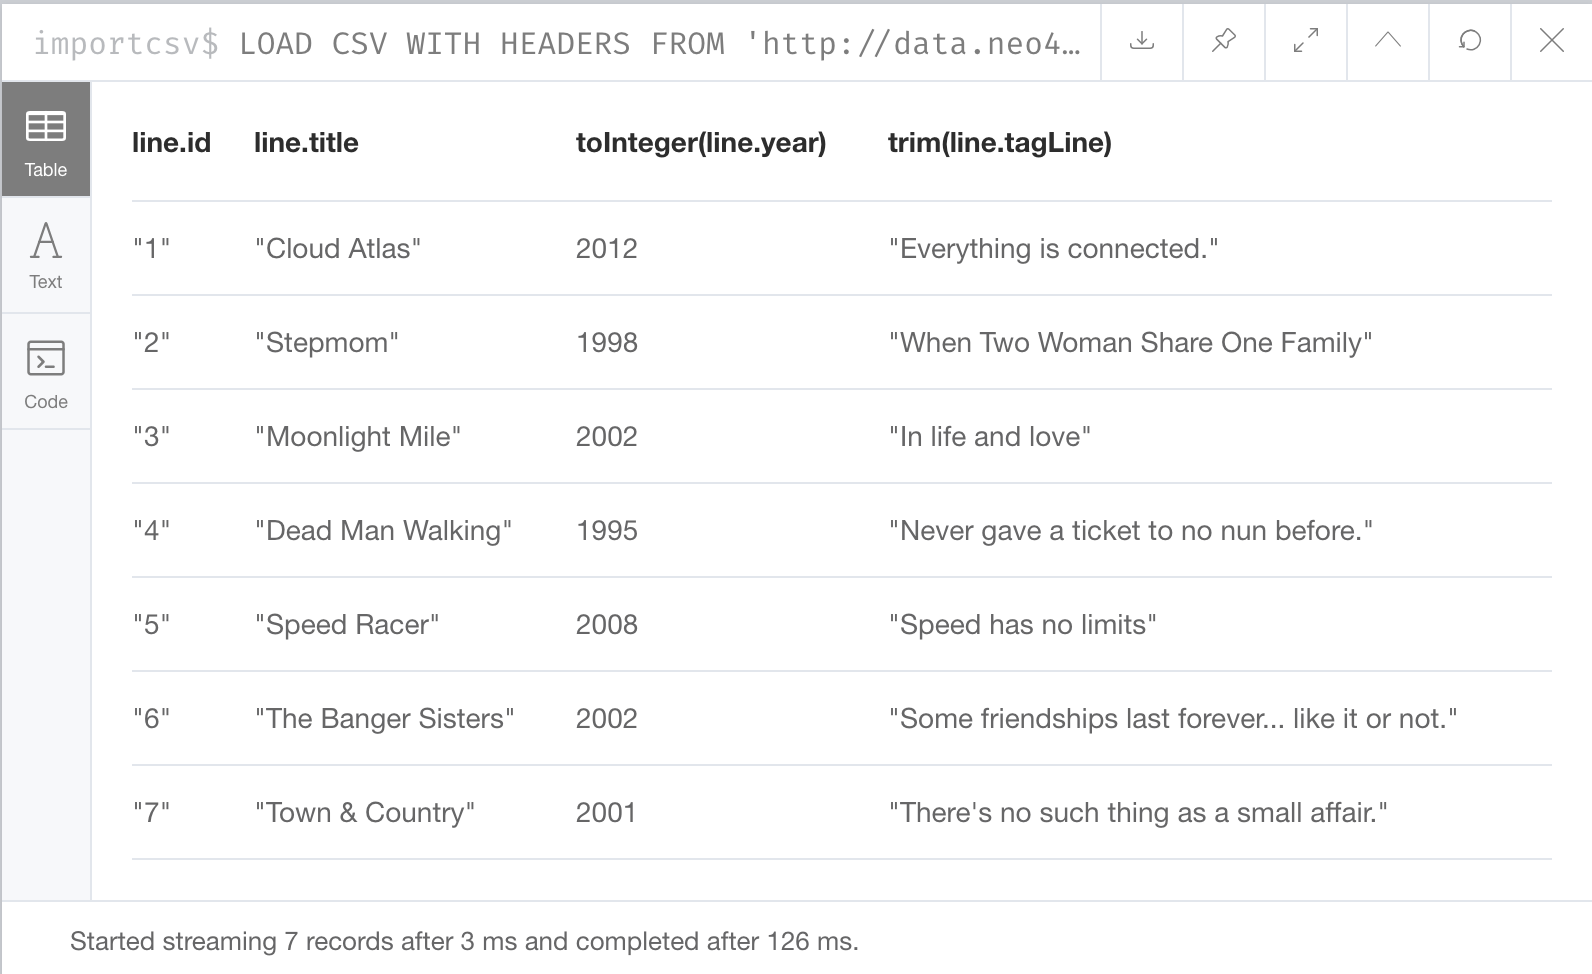 importcsv$ LOAD CSV WITH HEADERS FROM 'http://data.neo4…
Table
Text
Code
line.id line.title toInteger(line.year) trim(line.tagLine)
"1" "Cloud Atlas" 2012 "Everything is connected."
"2" "Stepmom" 1998 "When Two Woman Share One Family"
"3" "Moonlight Mile" 2002 "In life and love"
"4" "Dead Man Walking" 1995 "Never gave a ticket to no nun before."
"5" "Speed Racer" 2008 "Speed has no limits"
"6" "The Banger Sisters" 2002 "Some friendships last forever... like it or not."
"7" "Town & Country" 2001 "There's no such thing as a small affair."
Started streaming 7 records after 3 ms and completed after 126 ms.